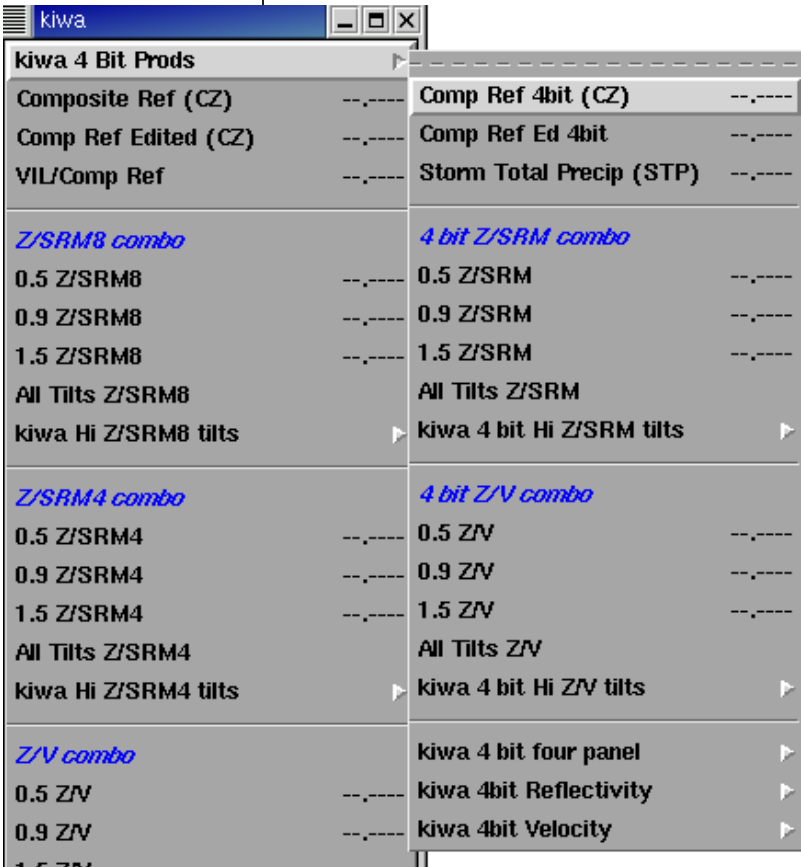 kiwa
kiwa 4 Bit Prods
Composite Ref (CZ) --.----
Comp Ref Edited (CZ) --.----
VIL/Comp Ref --.----
Z/SRM8 combo
0.5 Z/SRM8 --.----
0.9 Z/SRM8 --.----
1.5 Z/SRM8 --.----
All Tilts Z/SRM8
kiwa Hi Z/SRM8 tilts
Z/SRM4 combo
0.5 Z/SRM4 --.----
0.9 Z/SRM4 --.----
1.5 Z/SRM4 --.----
All Tilts Z/SRM4
kiwa Hi Z/SRM4 tilts
Z/V combo
0.5 Z/V --.----
0.9 Z/V --.----
1.5 Z/V
Comp Ref 4bit (CZ) --.----
Comp Ref Ed 4bit --.----
Storm Total Precip (STP) --.----
4 bit Z/SRM combo
0.5 Z/SRM --.----
0.9 Z/SRM --.----
1.5 Z/SRM --.----
All Tilts Z/SRM
kiwa 4 bit Hi Z/SRM tilts
4 bit Z/V combo
0.5 Z/V --.----
0.9 Z/V --.----
1.5 Z/V --.----
All Tilts Z/V
kiwa 4 bit Hi Z/V tilts
kiwa 4 bit four panel
kiwa 4bit Reflectivity
kiwa 4bit Velocity